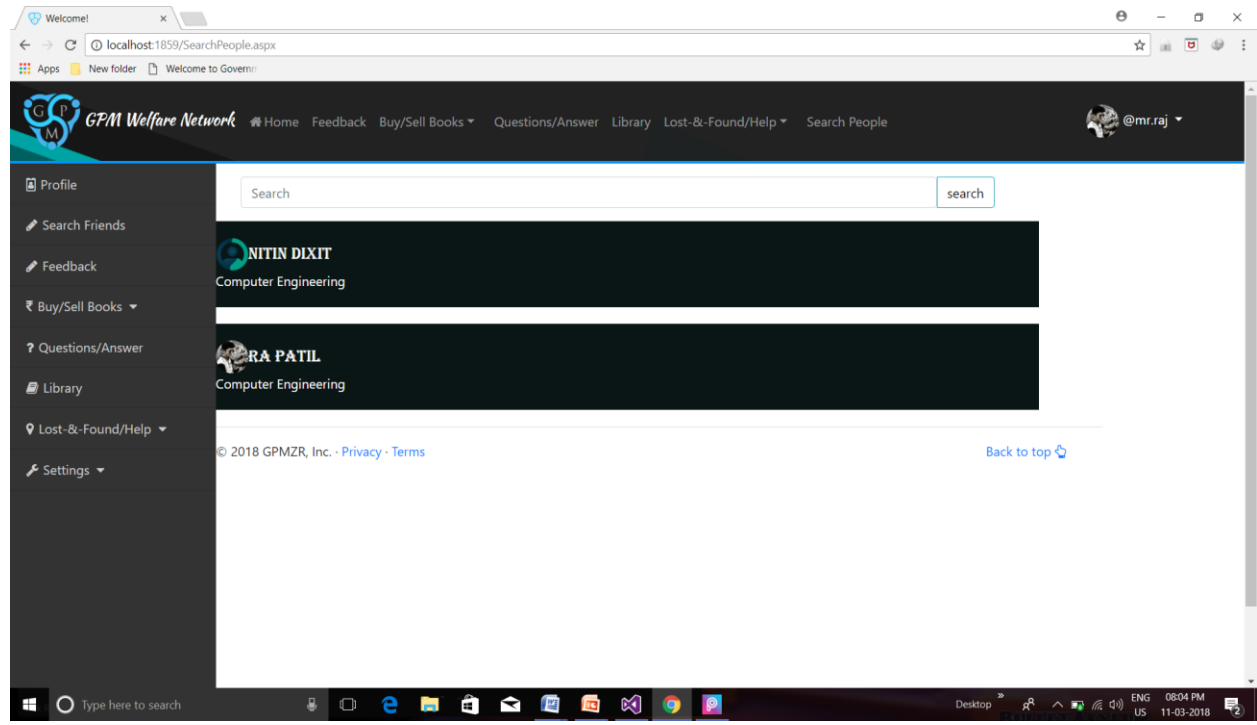 Welcome!
localhost:1859/SearchPeople.aspx
Apps New folder Welcome to Governm
G P M
GPM Welfare Network Home Feedback Buy/Sell Books Questions/Answer Library Lost-&-Found/Help Search People @mr.raj
Profile
Search search
Search Friends
NITIN DIXIT
Feedback
Computer Engineering
₹ Buy/Sell Books
? Questions/Answer
RA PATIL
Library
Computer Engineering
Lost-&-Found/Help
© 2018 GPMZR, Inc. · Privacy · Terms Back to top
Settings
Type here to search Desktop » ENG 08:04 PM
US 11-03-2018 2